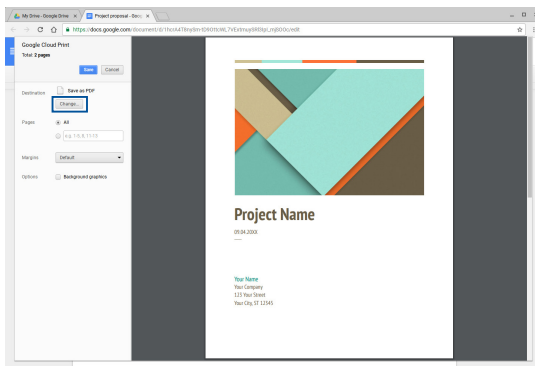 My Drive - Google Drive
Project proposal - Goog
https://docs.google.com/document/d/
Google Cloud Print
Total: 2 pages
Save Cancel
Destination Save as PDF
Change...
Pages All
e.g. 1-5, 8, 11-13
Margins Default
Options Background graphics
Project Name
09.04.20XX
Your Name
Your Company
123 Your Street
Your City, ST 12345